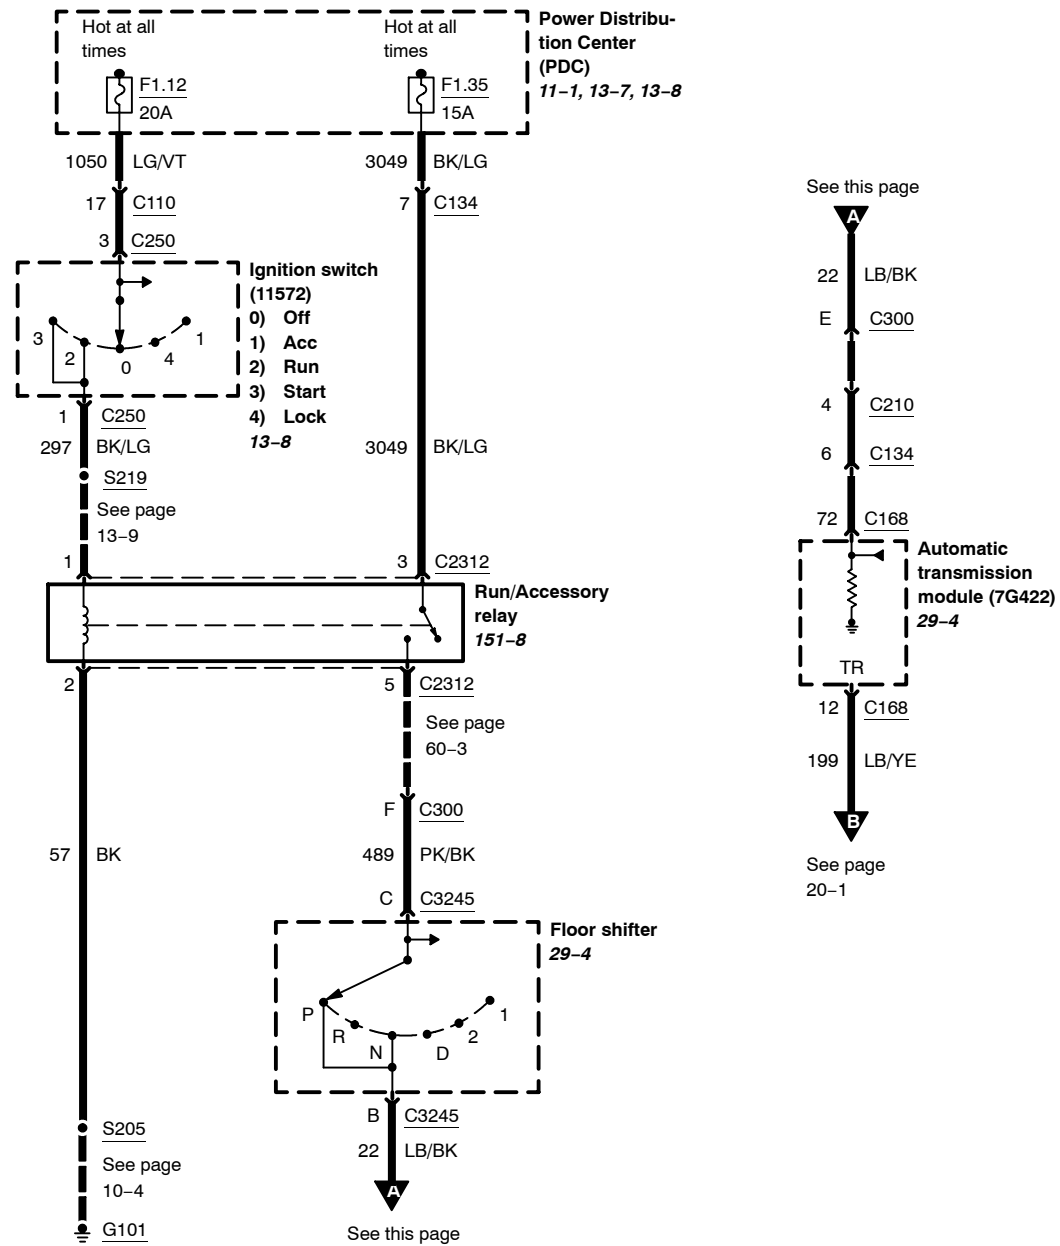 Hot at all
times
Hot at all
times
Power Distribu-
tion Center
(PDC)
11–1, 13–7, 13–8
F1.12
20A
F1.35
15A
1050 LG/VT
3049 BK/LG
17 C110
7 C134
3 C250
Ignition switch
(11572)
0) Off
1) Acc
2) Run
3) Start
4) Lock
13–8
3
2
0
4
1
1 C250
297 BK/LG
3049 BK/LG
S219
See page
13–9
1
3 C2312
Run/Accessory
relay
151–8
2
5 C2312
See page
60–3
F C300
57 BK
489 PK/BK
C C3245
Floor shifter
29–4
P
R
N
D
2
1
B C3245
22 LB/BK
A
See this page
S205
See page
10–4
G101
See this page
A
22 LB/BK
E C300
4 C210
6 C134
72 C168
Automatic
transmission
module (7G422)
29–4
TR
12 C168
199 LB/YE
B
See page
20–1